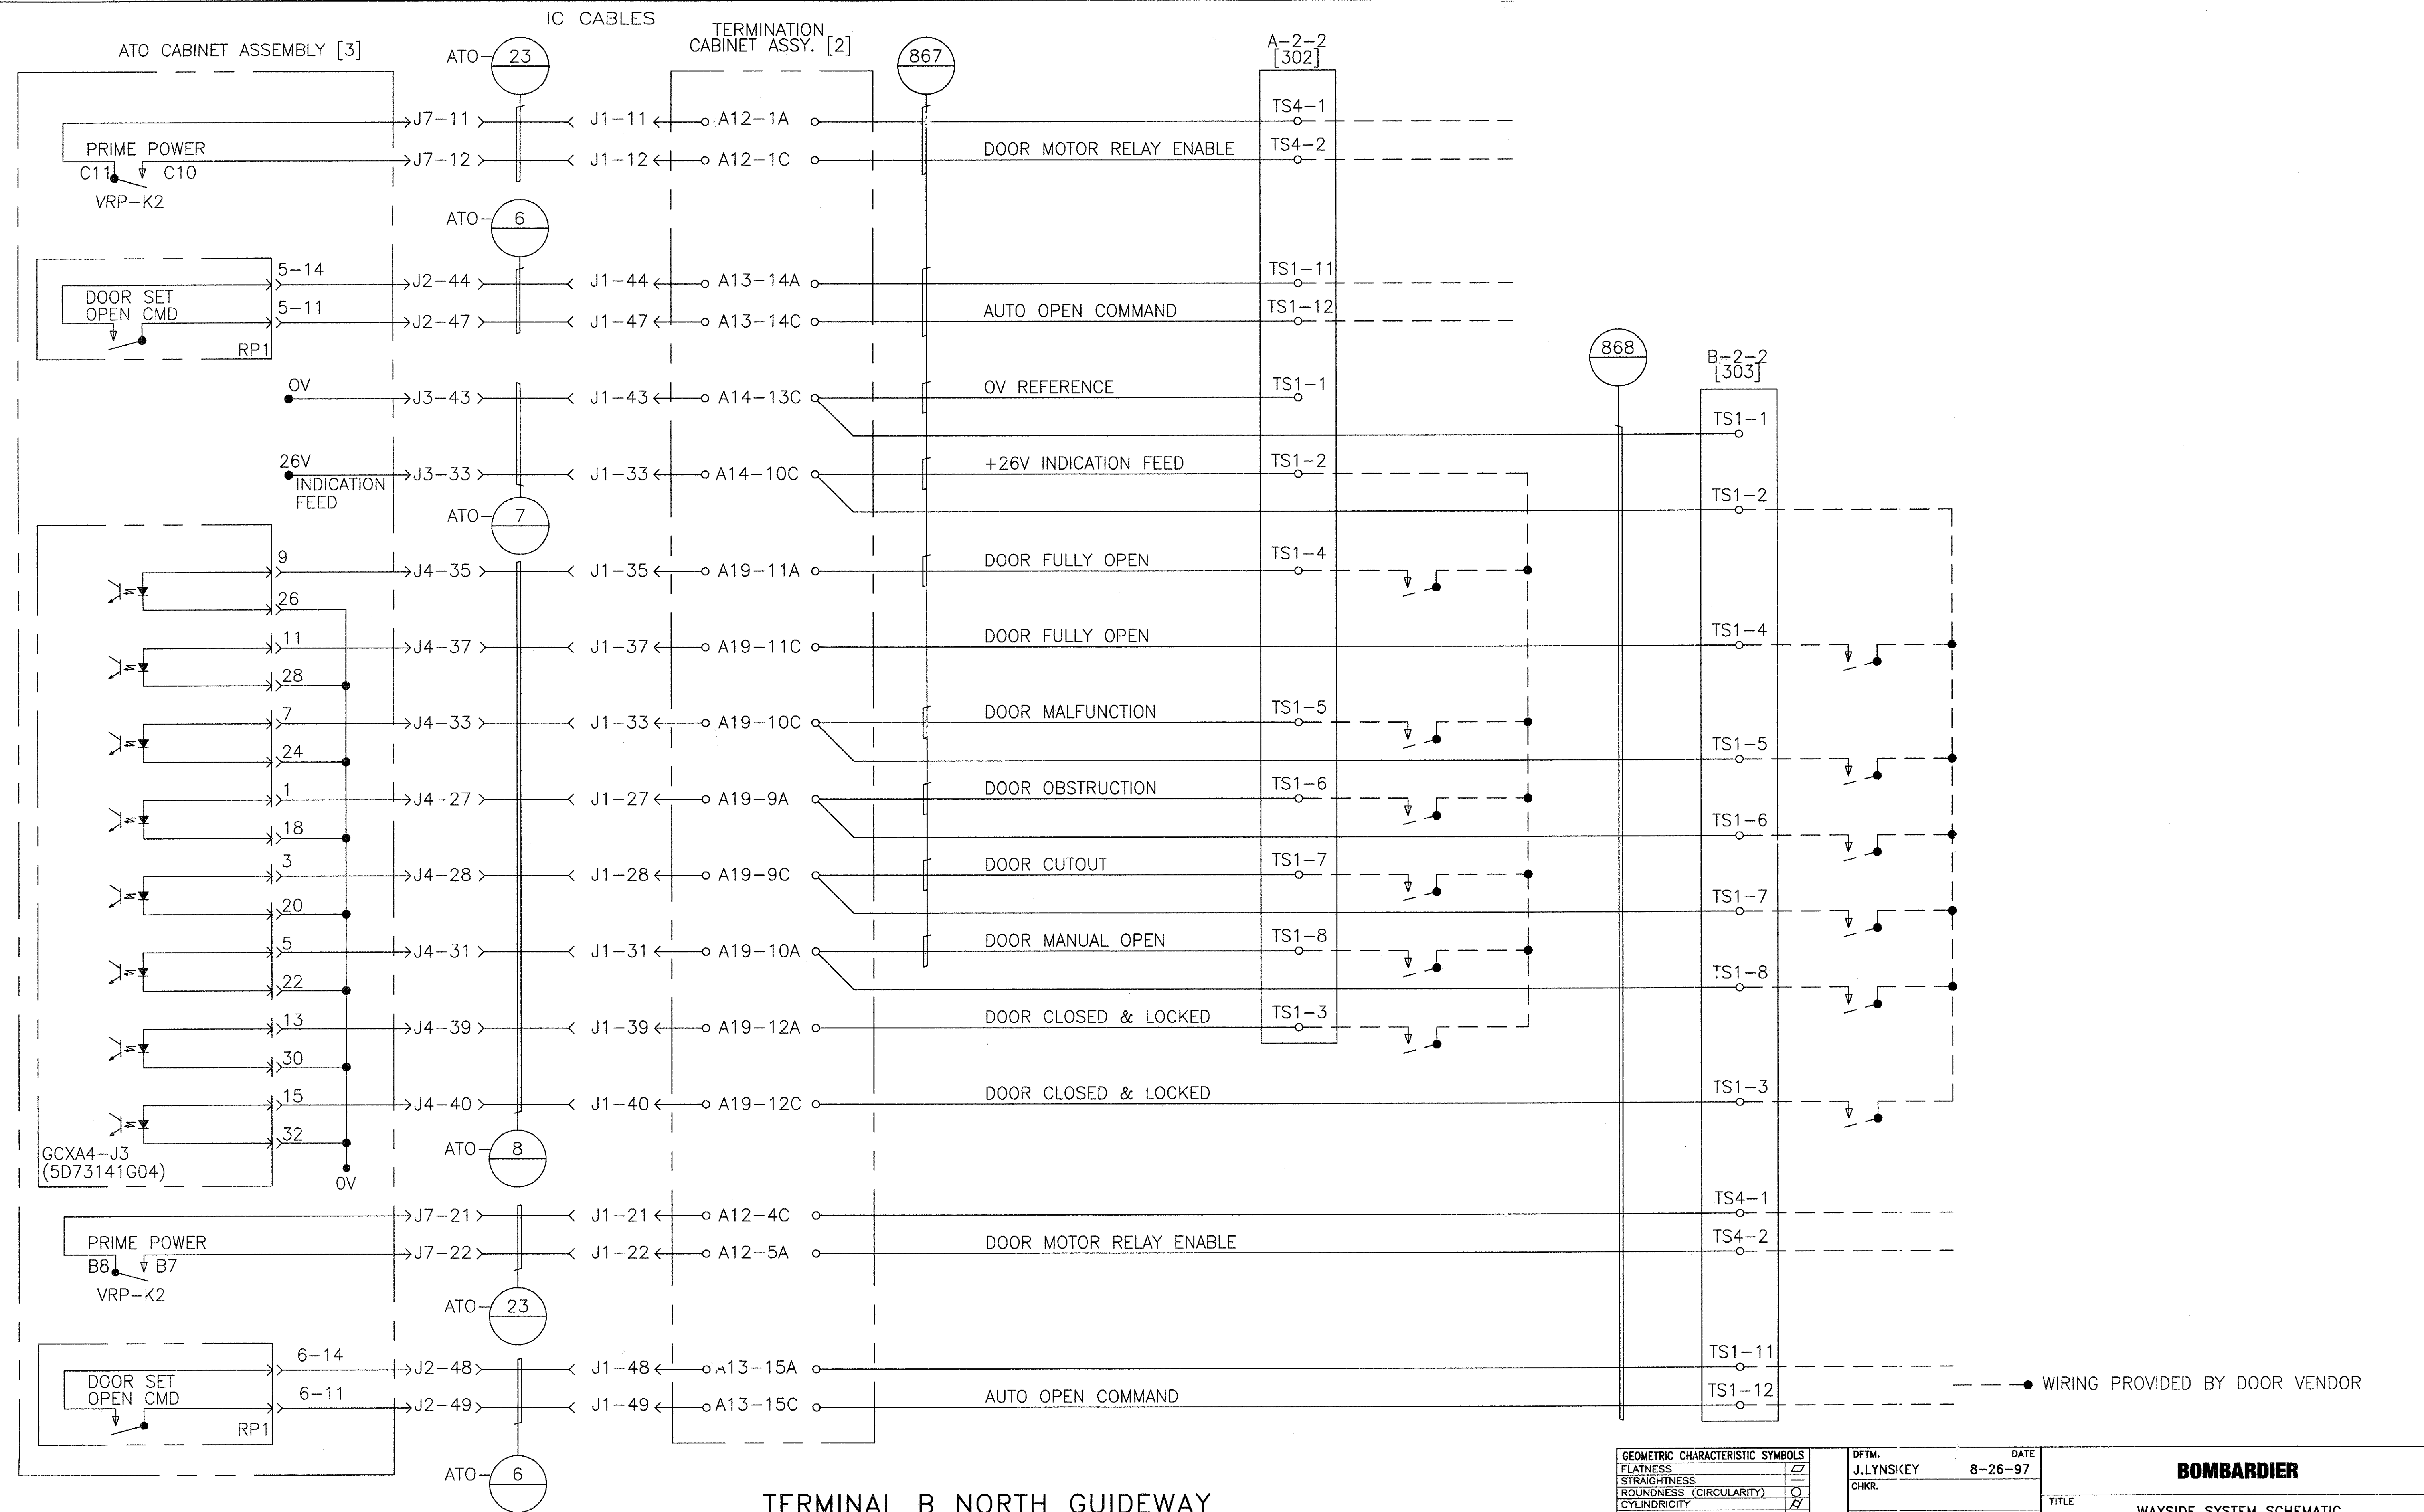 IC CABLES
ATO CABINET ASSEMBLY [3]
TERMINATION
CABINET ASSY. [2]
ATO-
23
867
A-2-2
[302]
J7-11
J1-11
A12-1A
TS4-1
PRIME POWER
C11
C10
VRP-K2
J7-12
J1-12
A12-1C
DOOR MOTOR RELAY ENABLE
TS4-2
ATO-
6
5-14
J2-44
J1-44
A13-14A
TS1-11
DOOR SET
OPEN CMD
5-11
J2-47
J1-47
A13-14C
AUTO OPEN COMMAND
TS1-12
RP1
868
B-2-2
[303]
0V
J3-43
J1-43
A14-13C
0V REFERENCE
TS1-1
TS1-1
26V
INDICATION
FEED
J3-33
J1-33
A14-10C
+26V INDICATION FEED
TS1-2
TS1-2
ATO-
7
9
J4-35
J1-35
A19-11A
DOOR FULLY OPEN
TS1-4
26
11
J4-37
J1-37
A19-11C
DOOR FULLY OPEN
TS1-4
28
7
J4-33
J1-33
A19-10C
DOOR MALFUNCTION
TS1-5
24
TS1-5
1
J4-27
J1-27
A19-9A
DOOR OBSTRUCTION
TS1-6
18
TS1-6
3
J4-28
J1-28
A19-9C
DOOR CUTOUT
TS1-7
20
TS1-7
5
J4-31
J1-31
A19-10A
DOOR MANUAL OPEN
TS1-8
22
TS1-8
13
J4-39
J1-39
A19-12A
DOOR CLOSED & LOCKED
TS1-3
30
15
J4-40
J1-40
A19-12C
DOOR CLOSED & LOCKED
TS1-3
32
GCXA4-J3
(5D73141G04)
0V
ATO-
8
J7-21
J1-21
A12-4C
TS4-1
PRIME POWER
B8
B7
VRP-K2
J7-22
J1-22
A12-5A
DOOR MOTOR RELAY ENABLE
TS4-2
ATO-
23
6-14
J2-48
J1-48
A13-15A
TS1-11
DOOR SET
OPEN CMD
6-11
J2-49
J1-49
A13-15C
AUTO OPEN COMMAND
TS1-12
RP1
WIRING PROVIDED BY DOOR VENDOR
ATO-
6
TERMINAL B NORTH GUIDEWAY
GEOMETRIC CHARACTERISTIC SYMBOLS
FLATNESS
STRAIGHTNESS
ROUNDNESS (CIRCULARITY)
CYLINDRICITY
DFTM. DATE
J.LYNSKEY 8-26-97
CHKR.
BOMBARDIER
TITLE
WAYSIDE SYSTEM SCHEMATIC